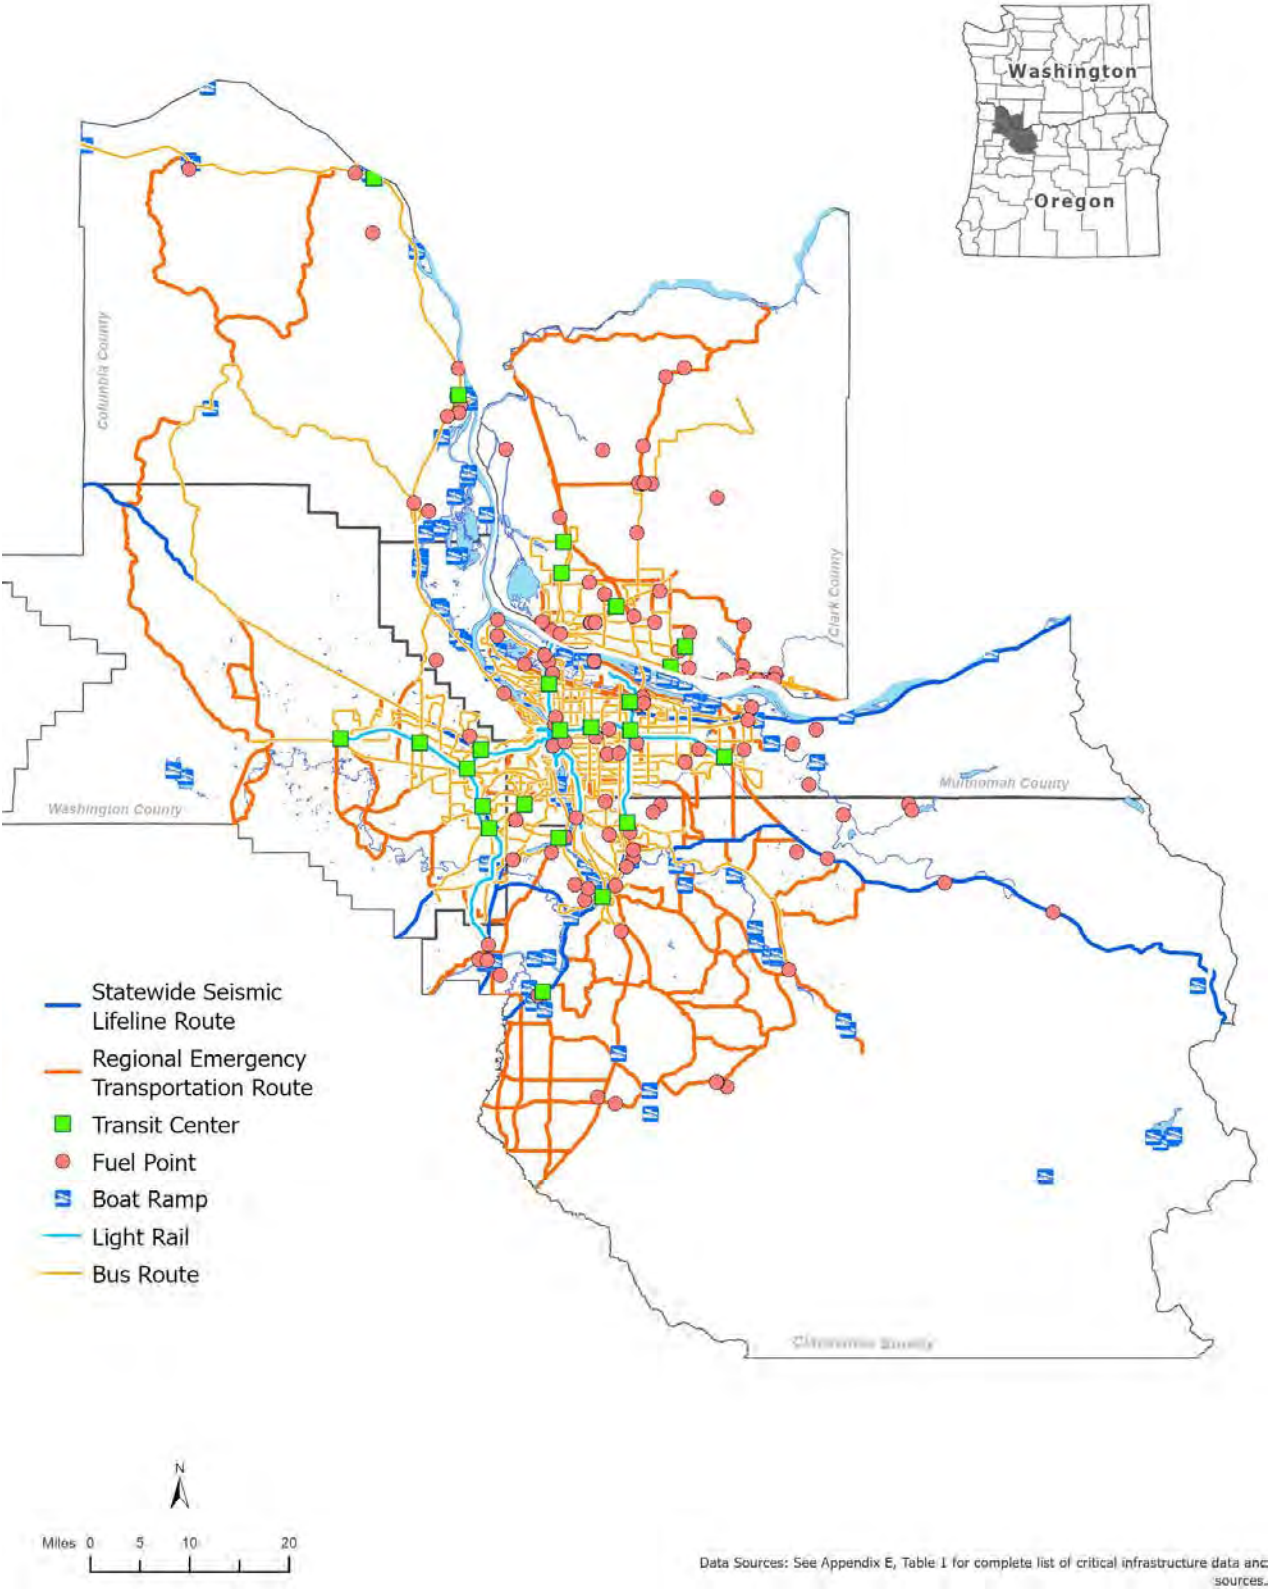 Washington
Oregon
Columbia County
Clark County
Multnomah County
Washington County
Statewide Seismic
Lifeline Route
Regional Emergency
Transportation Route
Transit Center
Fuel Point
Boat Ramp
Light Rail
Bus Route
N
Miles 0 5 10 20
Data Sources: See Appendix E, Table 1 for complete list of critical infrastructure data and
sources.